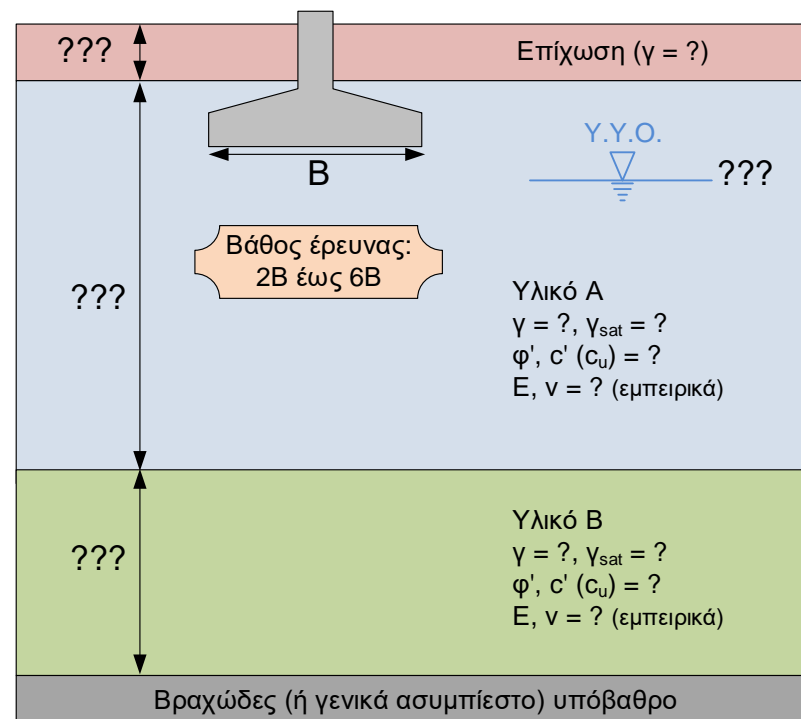 ???
Επίχωση (γ = ?)
Υ.Υ.Ο.
???
B
Βάθος έρευνας:
2B έως 6B
???
Υλικό Α
γ = ?, γsat = ?
φ', c' (cu) = ?
E, ν = ? (εμπειρικά)
???
Υλικό Β
γ = ?, γsat = ?
φ', c' (cu) = ?
E, ν = ? (εμπειρικά)
Βραχώδες (ή γενικά ασυμπίεστο) υπόβαθρο